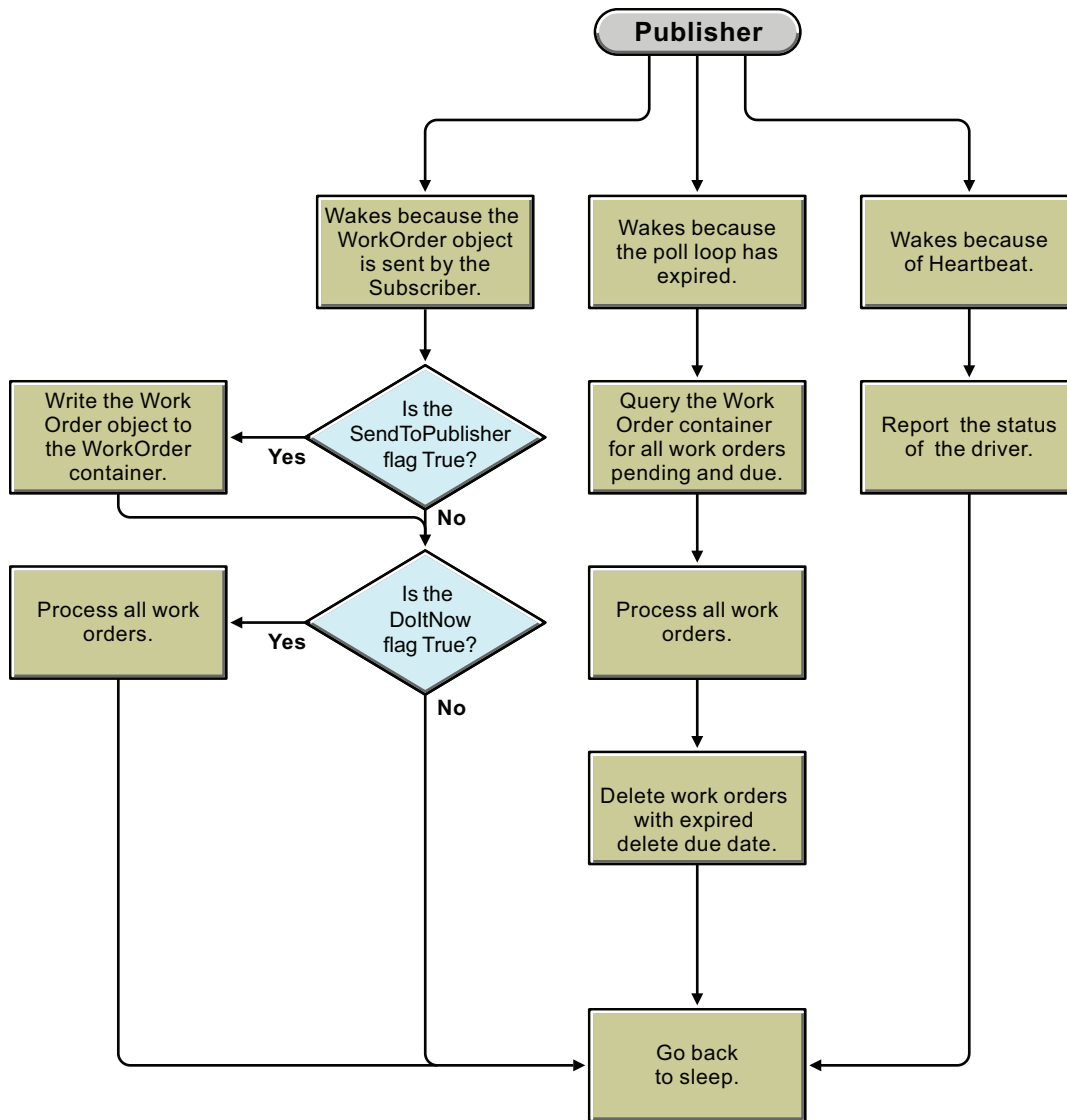 Publisher
Wakes because the
WorkOrder object
is sent by the
Subscriber.
Wakes because
the poll loop has
expired.
Wakes because
of Heartbeat.
Write the Work
Order object to
the WorkOrder
container.
Yes
Is the
SendToPublisher
flag True?
No
Query the Work
Order container
for all work orders
pending and due.
Report the status
of the driver.
Process all work
orders.
Yes
Is the
DoItNow
flag True?
No
Process all work
orders.
Delete work orders
with expired
delete due date.
Go back
to sleep.